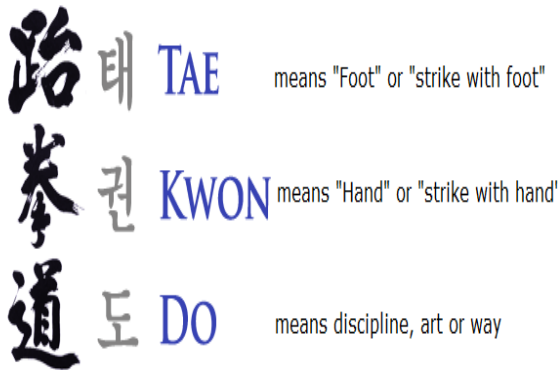 跆 태 TAE means "Foot" or "strike with foot"
拳 권 KWON means "Hand" or "strike with hand'
道 도 DO means discipline, art or way